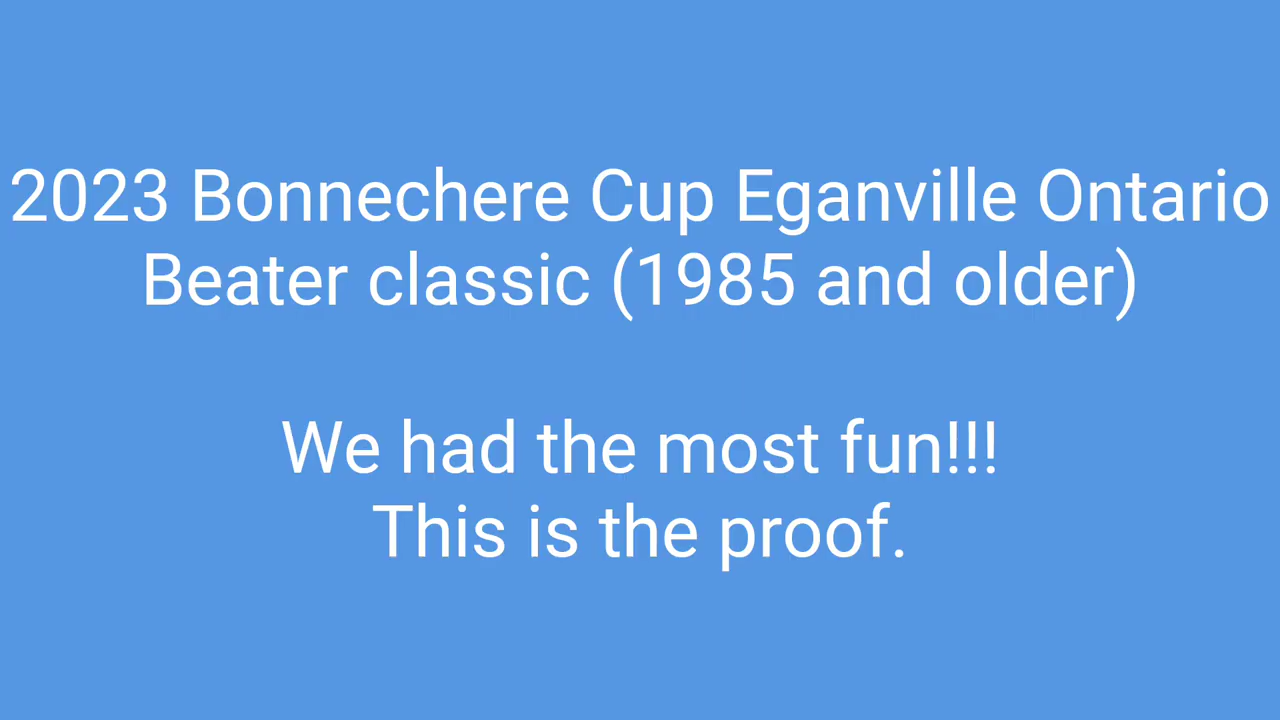 2023 Bonnechere Cup Eganville Ontario
Beater classic (1985 and older)
We had the most fun!!!
This is the proof.